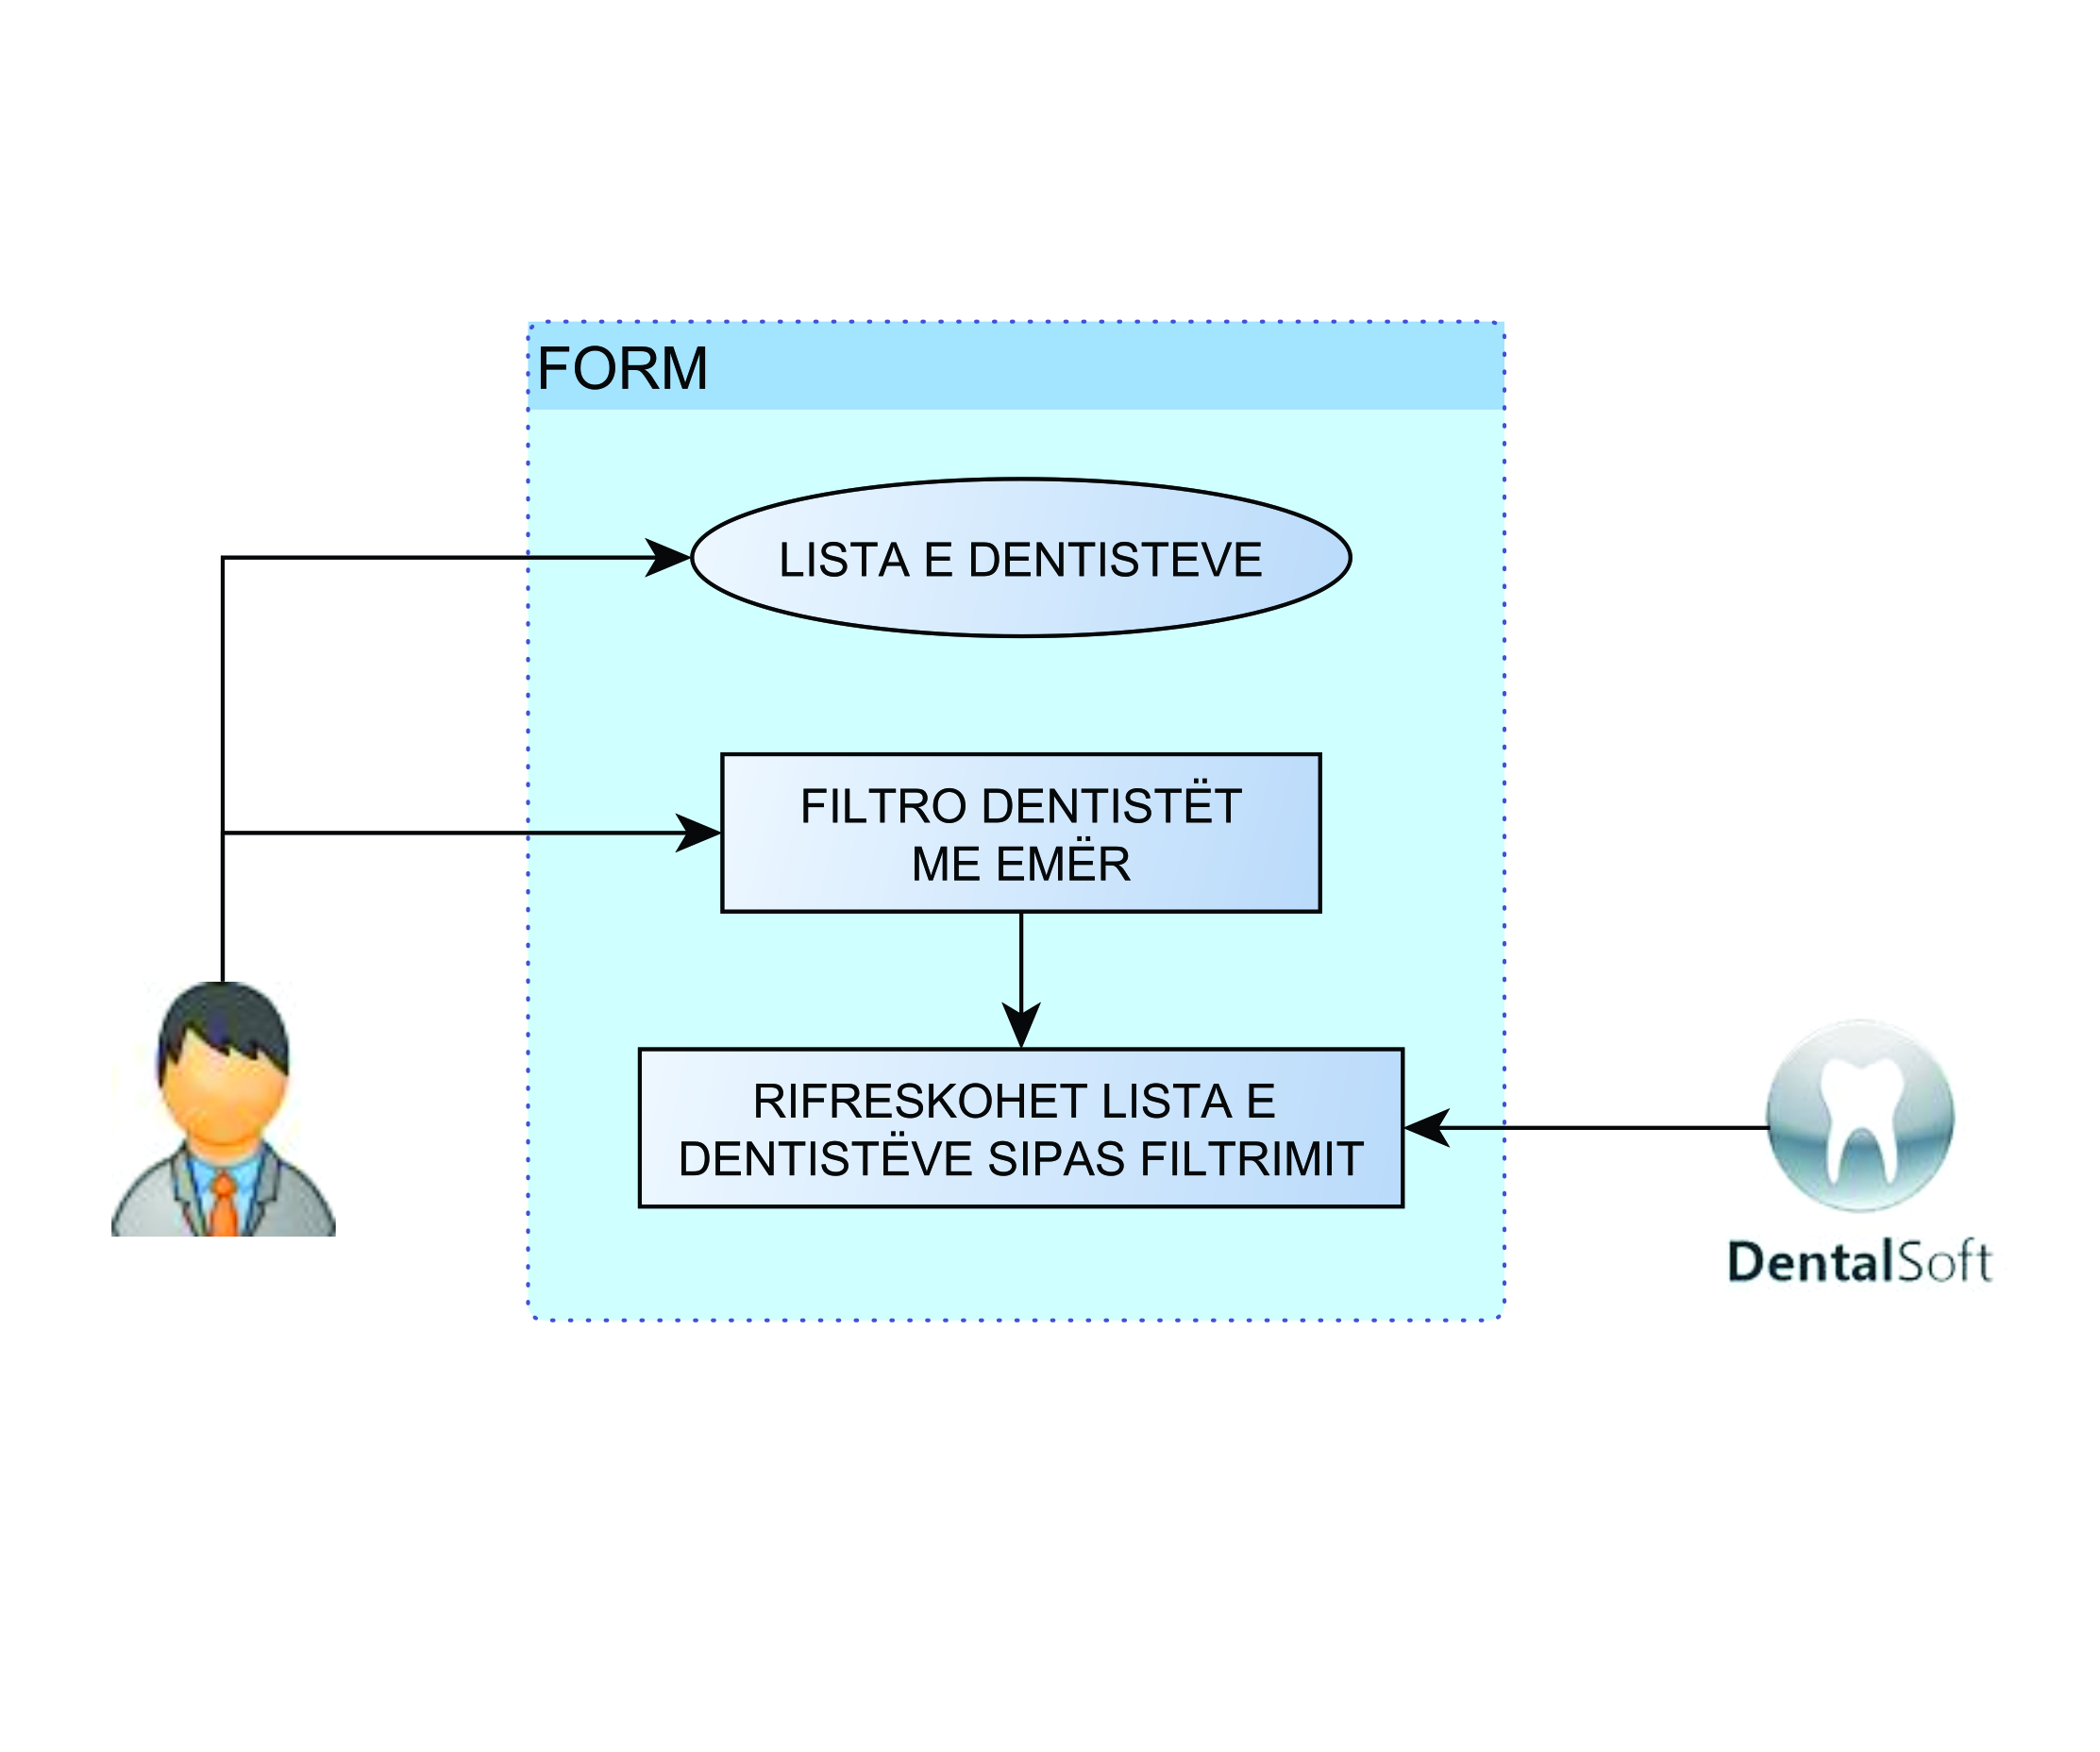 FORM
LISTA E DENTISTEVE
FILTRO DENTISTËT
ME EMËR
RIFRESKOHET LISTA E
DENTISTËVE SIPAS FILTRIMIT
DentalSoft